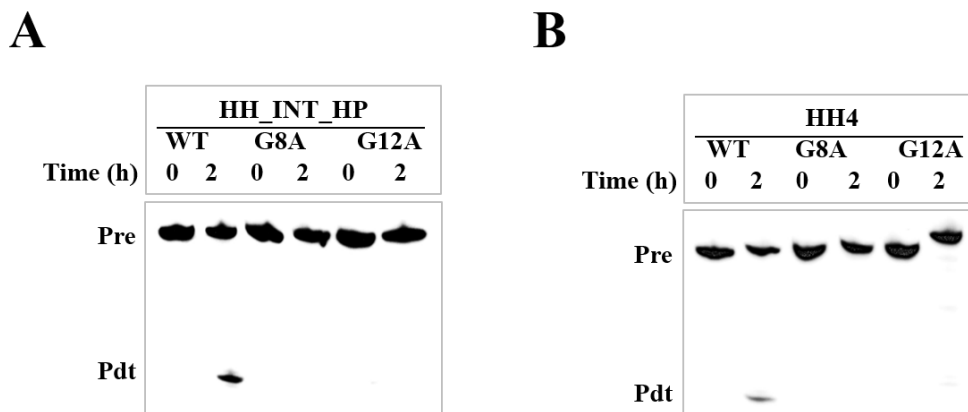 A
HH_INT_HP
WT G8A G12A
Time (h) 0 2 0 2 0 2
Pre
Pdt
B
HH4
WT G8A G12A
Time (h) 0 2 0 2 0 2
Pre
Pdt